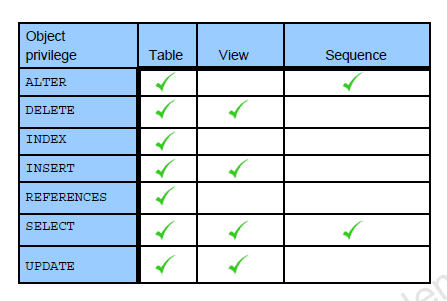 Object
privilege Table View Sequence
ALTER ✓ ✓
DELETE ✓ ✓
INDEX ✓
INSERT ✓ ✓
REFERENCES ✓
SELECT ✓ ✓ ✓
UPDATE ✓ ✓